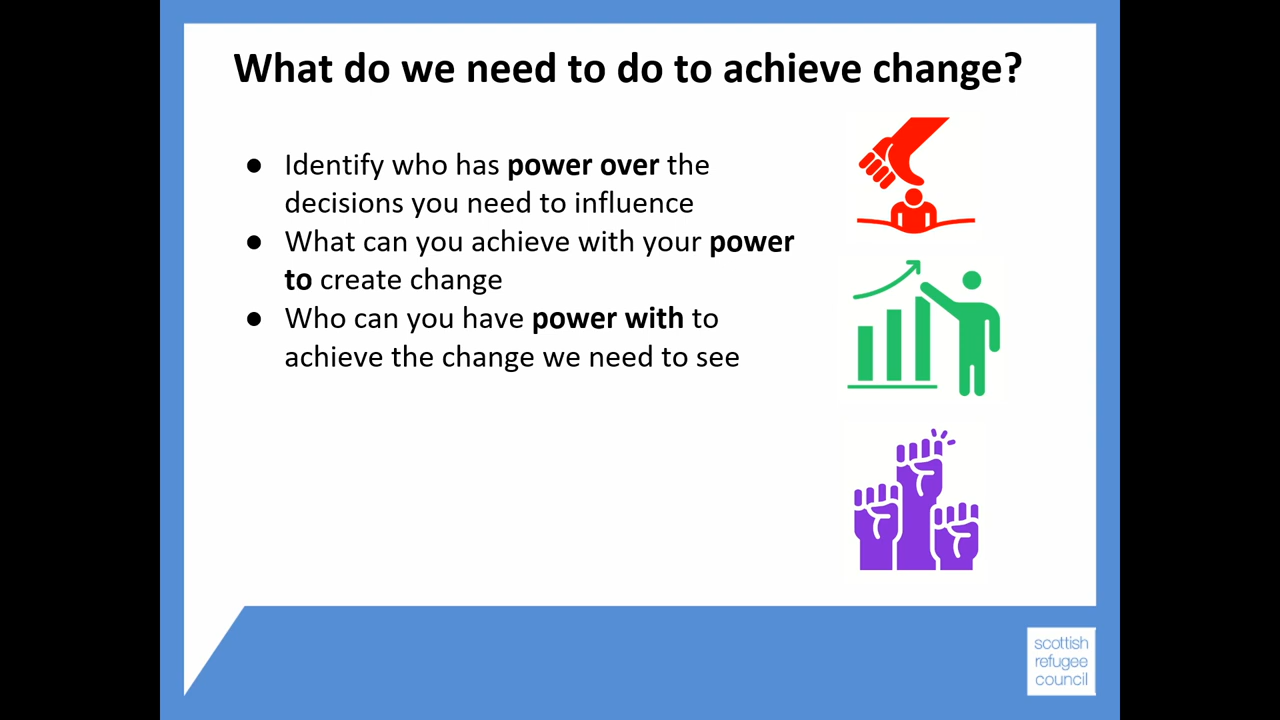 What do we need to do to achieve change?
● Identify who has power over the
decisions you need to influence
● What can you achieve with your power
to create change
● Who can you have power with to
achieve the change we need to see
scottish
refugee
council